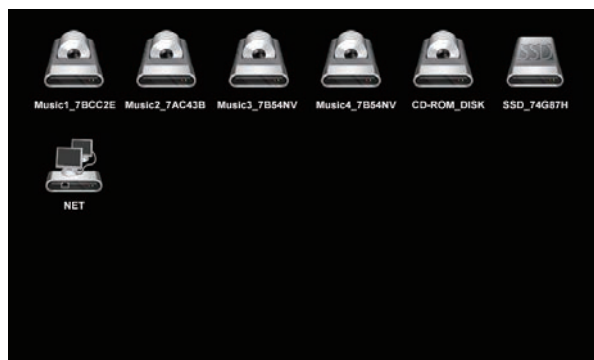 SSD
Music1_7BCC2E Music2_7AC43B Music3_7B54NV Music4_7B54NV CD-ROM_DISK SSD_74G87H
NET